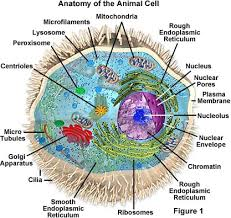 Anatomy of the Animal Cell
Microfilaments
Mitochondria
Lysosome
Peroxisome
Centrioles
Rough
Endoplasmic
Reticulum
Nucleus
Nuclear
Pores
Plasma
Membrane
Nucleolus
Nuclear
Envelope
Chromatin
Rough
Endoplasmic
Reticulum
Micro
Tubules
Golgi
Apparatus
Cilia
Smooth
Endoplasmic
Reticulum
Ribosomes
Figure 1